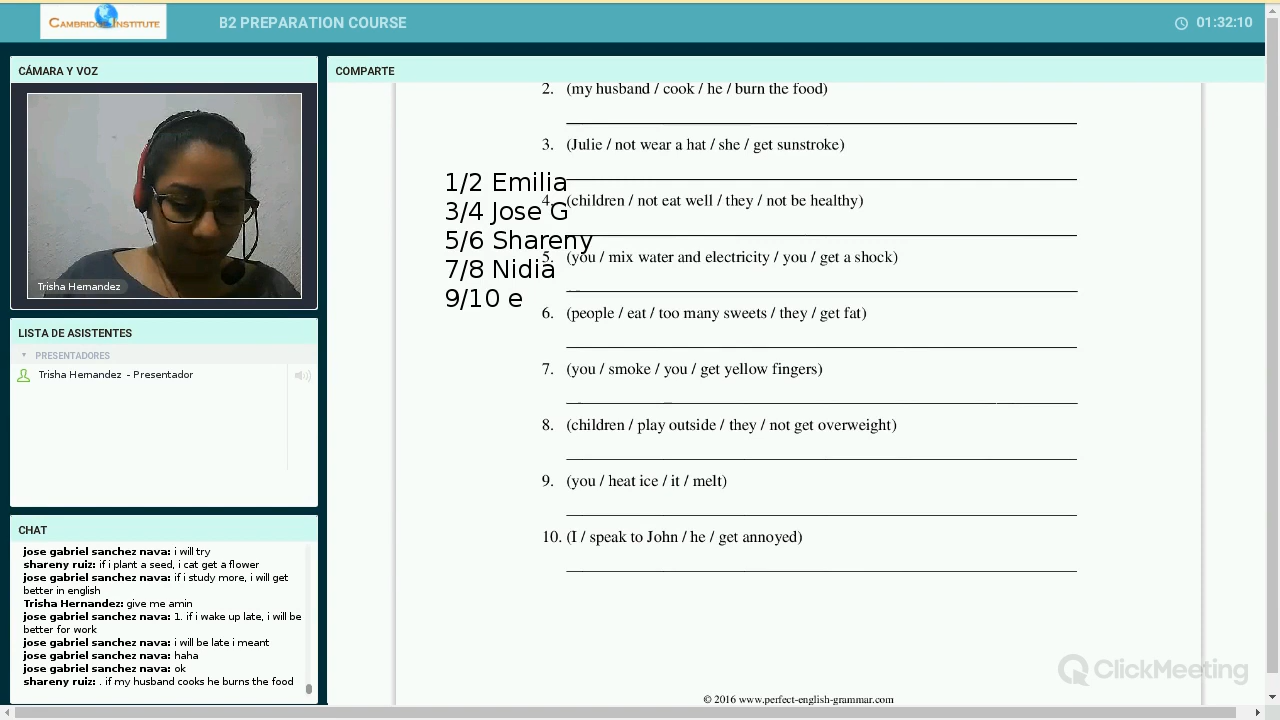 CAMBRIDGE INSTITUTE
B2 PREPARATION COURSE
01:32:10
CÁMARA Y VOZ
Trisha Hernandez
LISTA DE ASISTENTES
PRESENTADORES
Trisha Hernandez - Presentador
CHAT
jose gabriel sanchez nava: i will try
shareny ruiz: if i plant a seed, i cat get a flower
jose gabriel sanchez nava: if i study more, i will get
better in english
Trisha Hernandez: give me amin
jose gabriel sanchez nava: 1. if i wake up late, i will be
better for work
jose gabriel sanchez nava: i will be late i meant
jose gabriel sanchez nava: haha
jose gabriel sanchez nava: ok
shareny ruiz: . if my husband cooks he burns the food
COMPARTE
2. (my husband / cook / he / burn the food)
3. (Julie / not wear a hat / she / get sunstroke)
4. (children / not eat well / they / not be healthy)
5. (you / mix water and electricity / you / get a shock)
6. (people / eat / too many sweets / they / get fat)
7. (you / smoke / you / get yellow fingers)
8. (children / play outside / they / not get overweight)
9. (you / heat ice / it / melt)
10. (I / speak to John / he / get annoyed)
1/2 Emilia
3/4 Jose G
5/6 Shareny
7/8 Nidia
9/10 e
ClickMeeting
© 2016 www.perfect-english-grammar.com